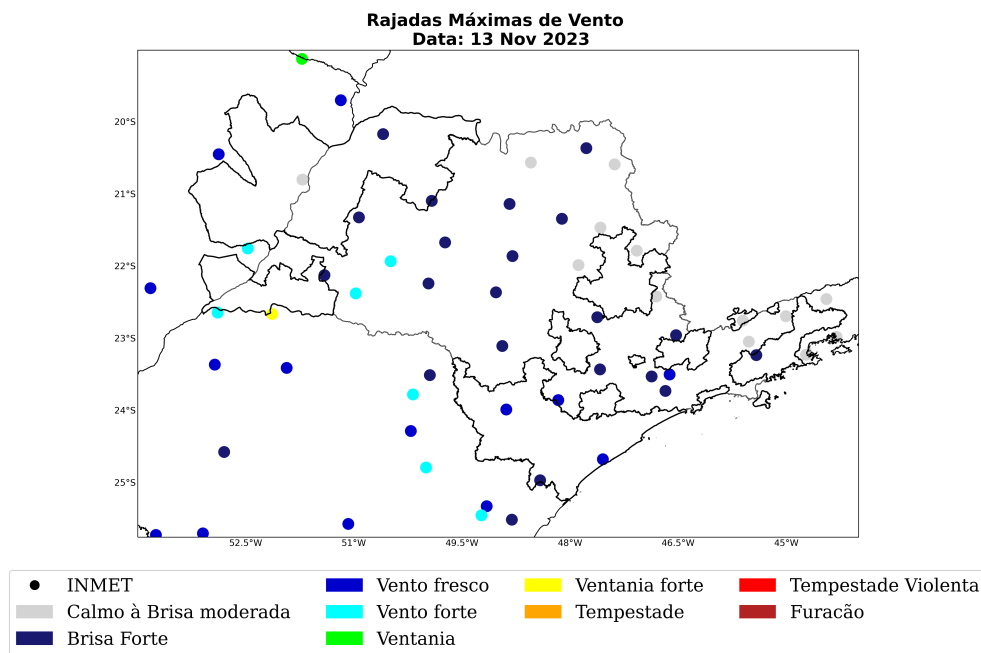 Rajadas Máximas de Vento
Data: 13 Nov 2023
20°S
21°S
22°S
23°S
24°S
25°S
52.5°W
51°W
49.5°W
48°W
46.5°W
45°W
INMET
Calmo à Brisa moderada
Brisa Forte
Vento fresco
Vento forte
Ventania
Ventania forte
Tempestade
Tempestade Violenta
Furacão